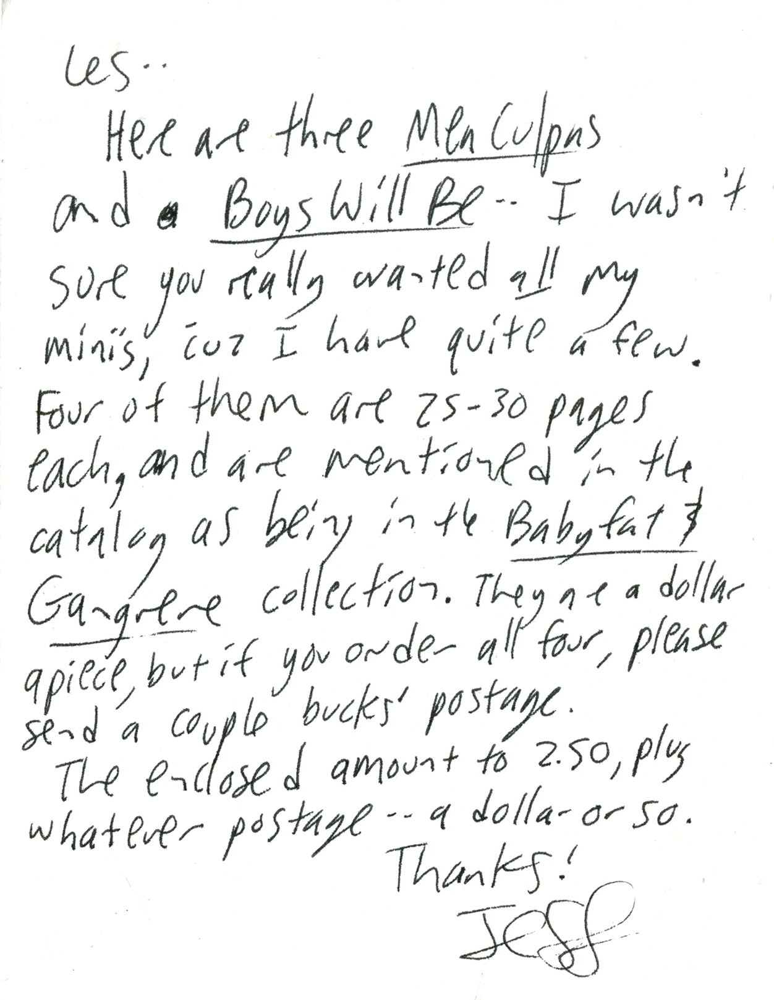 Les--
Here are three Mea Culpas
and a Boys Will Be -- I wasn't
sure you really wanted all my
minis, cuz I have quite a few.
Four of them are 25-30 pages
each, and are mentioned in the
catalog as being in the Babyfat &
Gangrene collection. They are a dollar
apiece, but if you order all four, please
send a couple bucks' postage.
The enclosed amount to 2.50, plus
whatever postage -- a dollar or so.
Thanks!